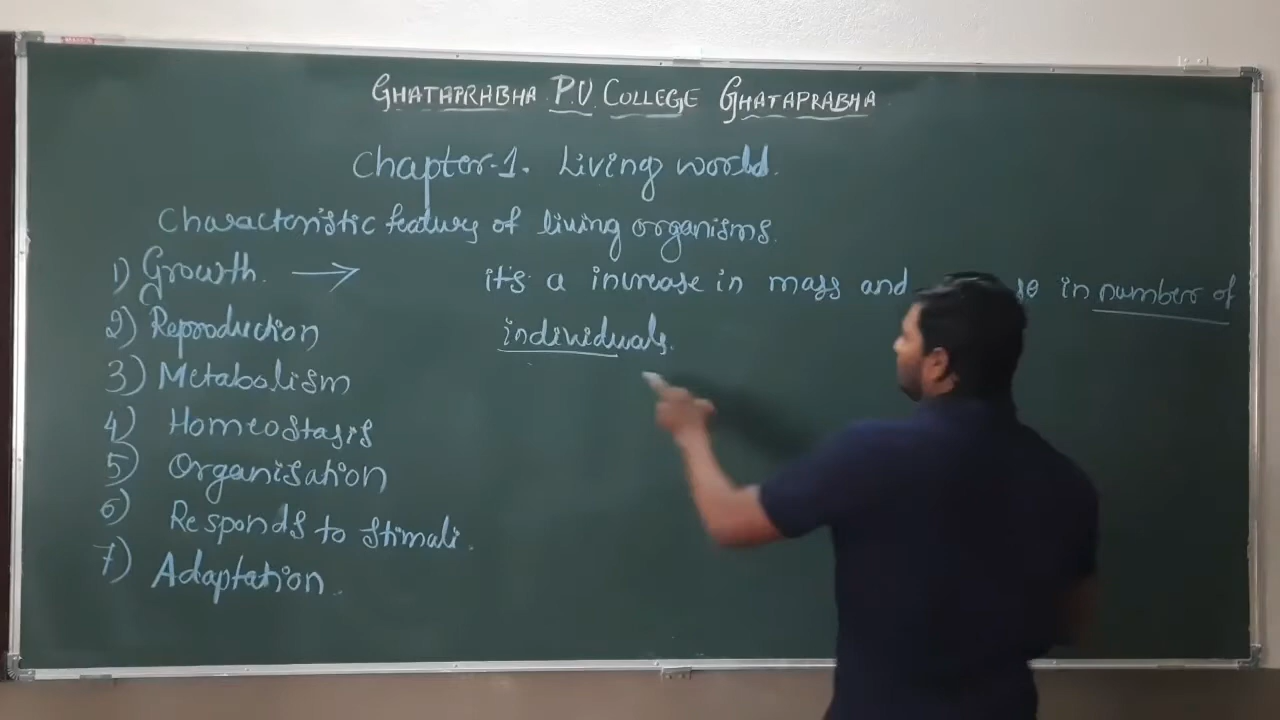 GHATAPRABHA P.U COLLEGE GHATAPRABHA
Chapter-1. Living world.
Characteristic features of living organisms.
1) Growth. → it's a increase in mass and in number of
individuals.
2) Reproduction
3) Metabolism
4) Homeostasis
5) Organisation
6) Responds to stimali.
7) Adaptation.